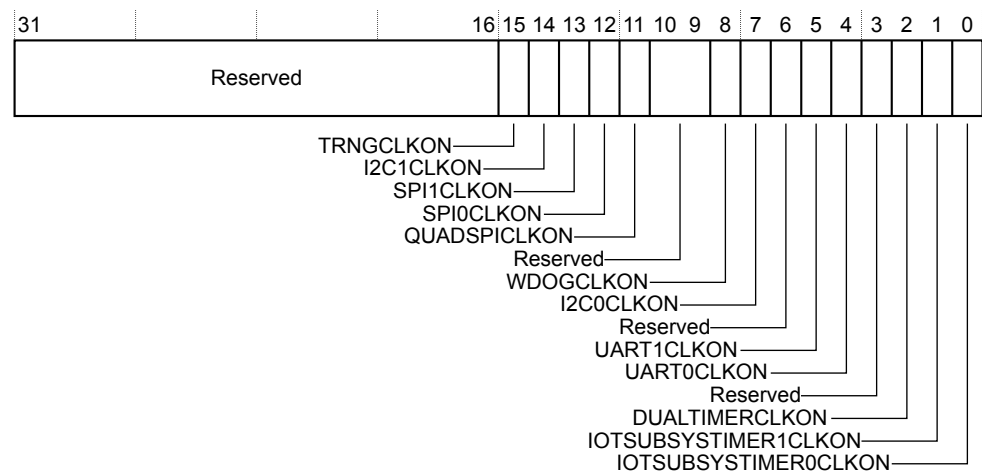 31 16 15 14 13 12 11 10 9 8 7 6 5 4 3 2 1 0
Reserved
TRNGCLKON
I2C1CLKON
SPI1CLKON
SPI0CLKON
QUADSPICLKON
Reserved
WDOGCLKON
I2C0CLKON
Reserved
UART1CLKON
UART0CLKON
Reserved
DUALTIMERCLKON
IOTSUBSYSTIMER1CLKON
IOTSUBSYSTIMER0CLKON